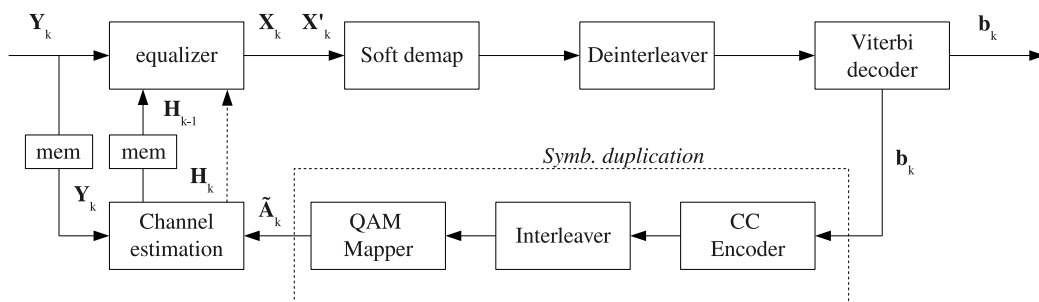 Y_k
X_k
X'_k
b_k
equalizer
Soft demap
Deinterleaver
Viterbi
decoder
H_k-1
mem
mem
Symb. duplication
b_k
Y_k
H_k
Ã_k
Channel
estimation
QAM
Mapper
Interleaver
CC
Encoder